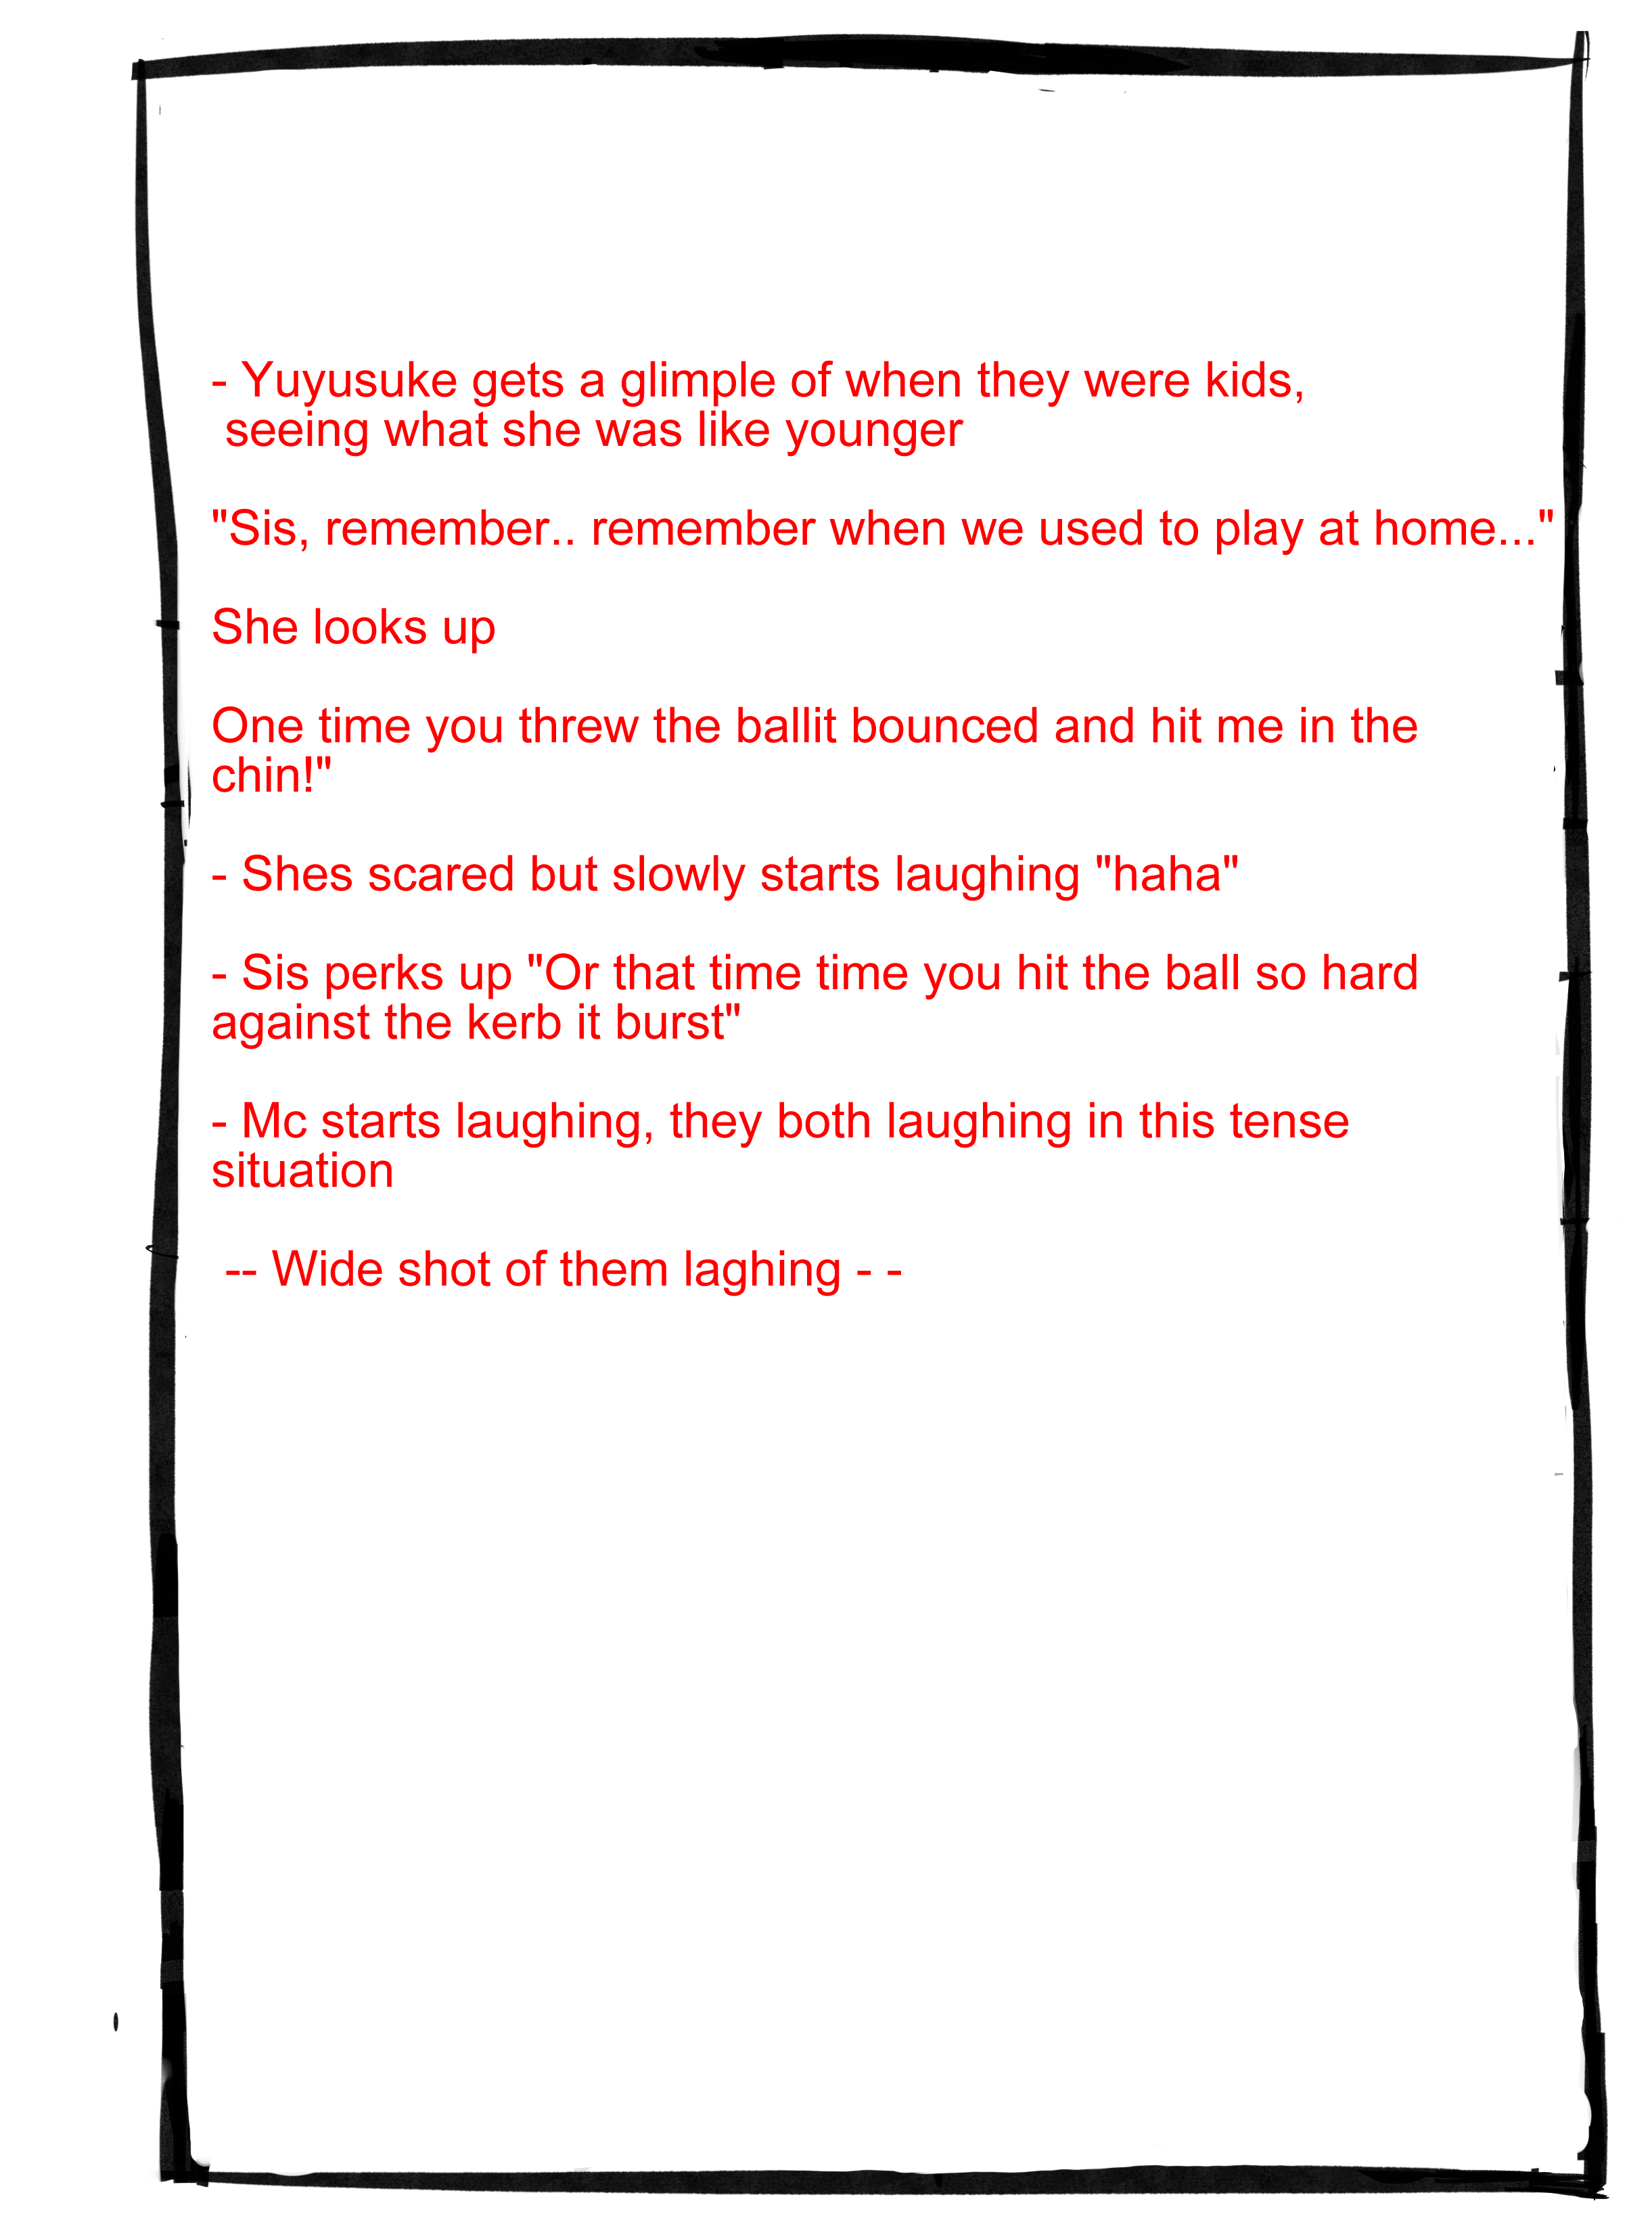 - Yuyusuke gets a glimple of when they were kids,
seeing what she was like younger
"Sis, remember.. remember when we used to play at home..."
She looks up
One time you threw the ballit bounced and hit me in the
chin!"
- Shes scared but slowly starts laughing "haha"
- Sis perks up "Or that time time you hit the ball so hard
against the kerb it burst"
- Mc starts laughing, they both laughing in this tense
situation
-- Wide shot of them laghing - -